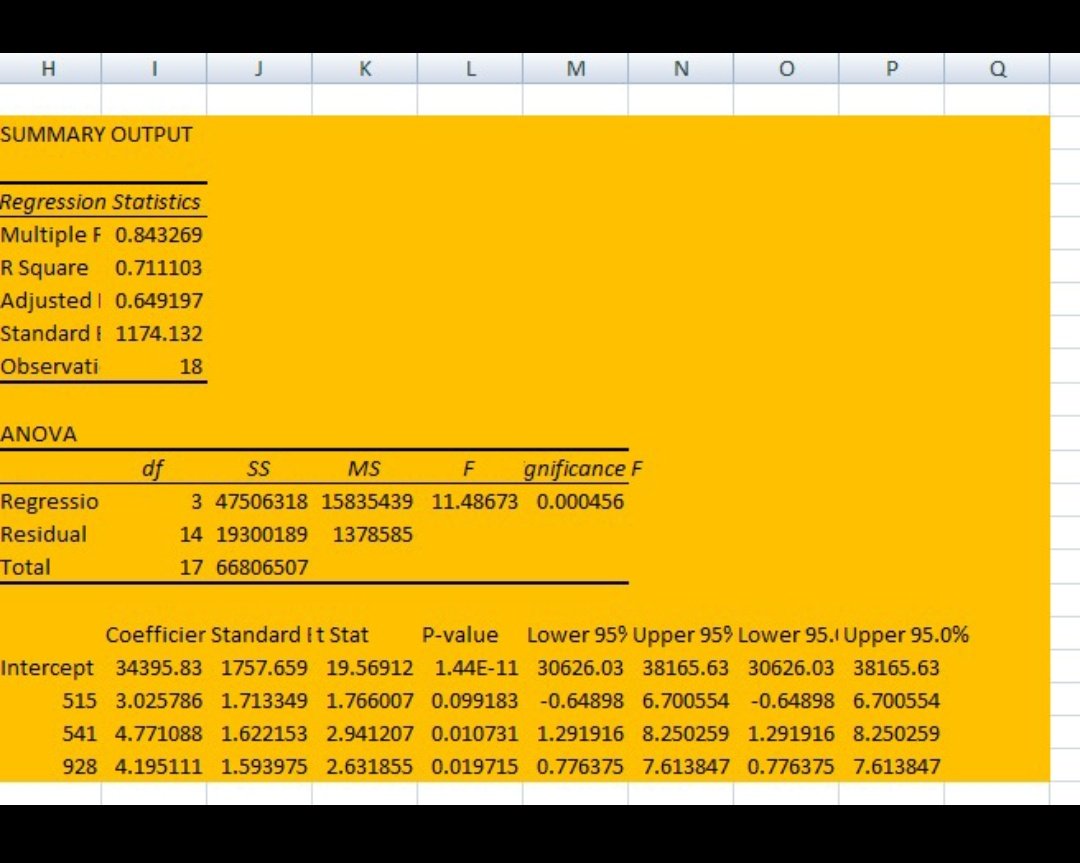 H I J K L M N O P Q
SUMMARY OUTPUT
Regression Statistics
Multiple F 0.843269
R Square 0.711103
Adjusted 0.649197
Standard 1174.132
Observati 18
ANOVA
df SS MS F gnificance F
Regressio 3 47506318 15835439 11.48673 0.000456
Residual 14 19300189 1378585
Total 17 66806507
Coefficien Standard t Stat P-value Lower 95% Upper 95% Lower 95.0 Upper 95.0%
Intercept 34395.83 1757.659 19.56912 1.44E-11 30626.03 38165.63 30626.03 38165.63
515 3.025786 1.713349 1.766007 0.099183 -0.64898 6.700554 -0.64898 6.700554
541 4.771088 1.622153 2.941207 0.010731 1.291916 8.250259 1.291916 8.250259
928 4.195111 1.593975 2.631855 0.019715 0.776375 7.613847 0.776375 7.613847